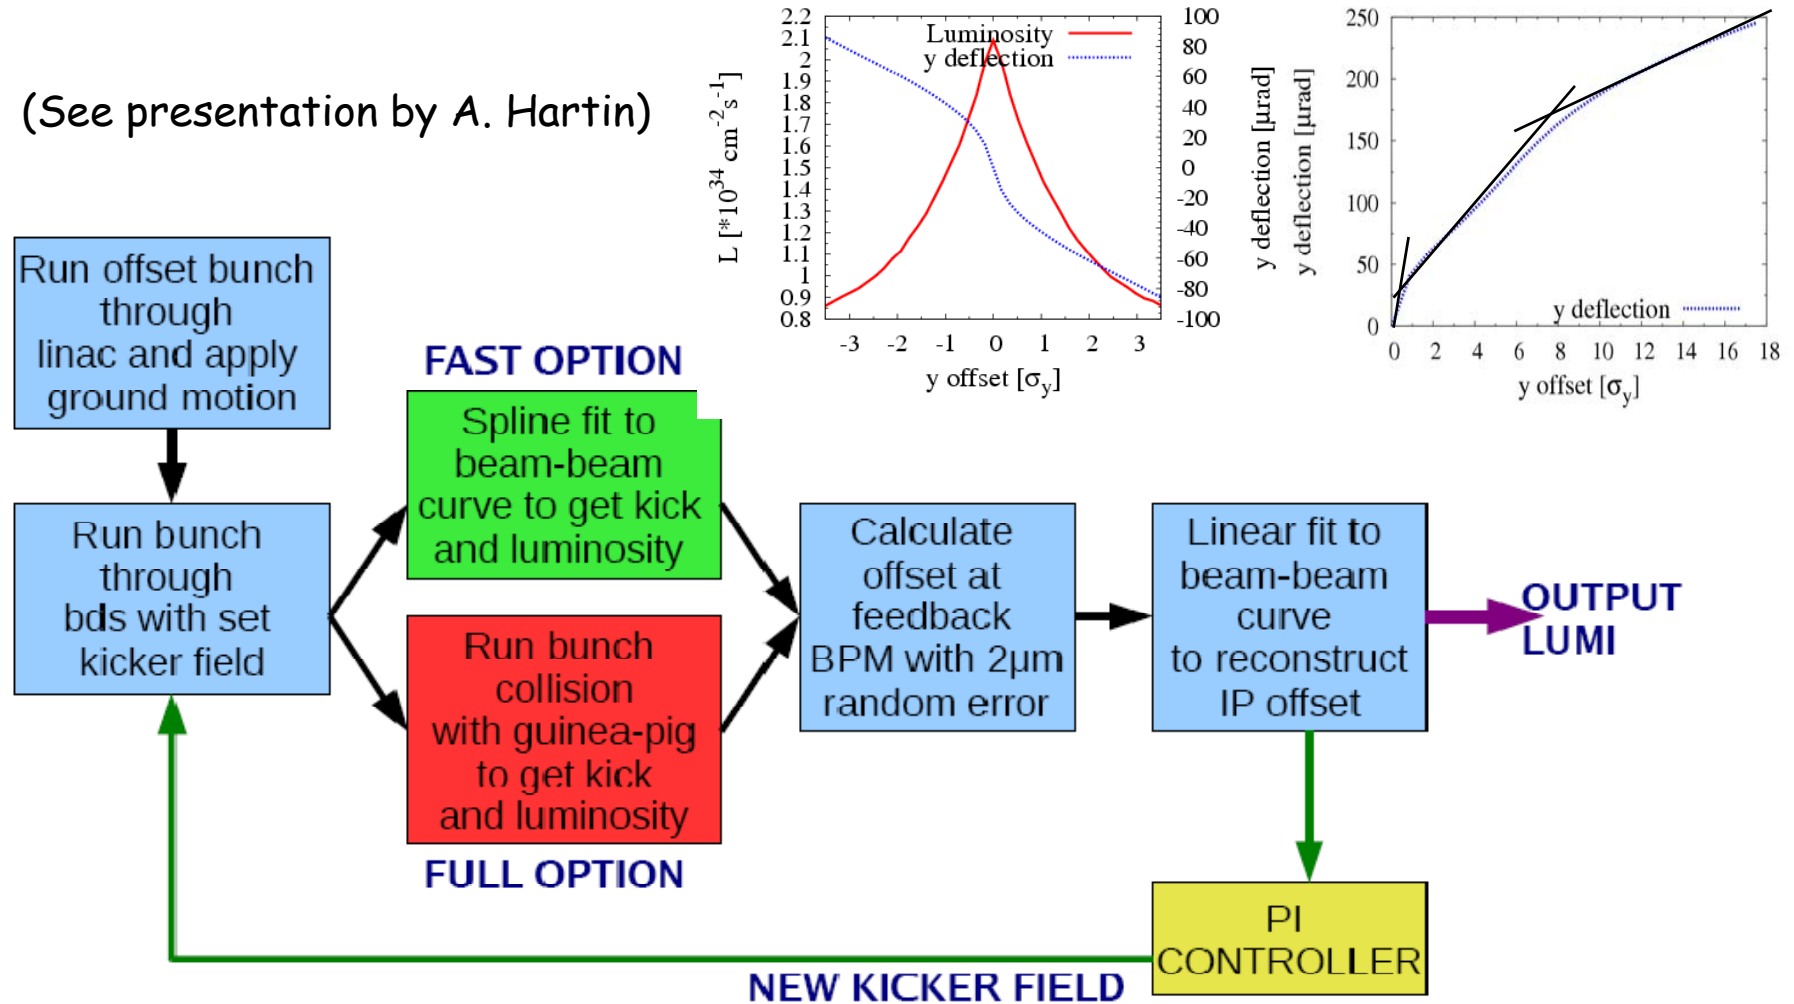 (See presentation by A. Hartin)
2.2
2.1
2
1.9
1.8
1.7
1.6
1.5
1.4
1.3
1.2
1.1
1
0.9
0.8
L [*10^34 cm^-2 s^-1]
Luminosity
y deflection
100
80
60
40
20
0
-20
-40
-60
-80
-100
y deflection [μrad]
-3 -2 -1 0 1 2 3
y offset [σy]
250
200
150
100
50
0
y deflection [μrad]
y deflection
0 2 4 6 8 10 12 14 16 18
y offset [σy]
Run offset bunch
through
linac and apply
ground motion
Run bunch
through
bds with set
kicker field
FAST OPTION
Spline fit to
beam-beam
curve to get kick
and luminosity
Run bunch
collision
with guinea-pig
to get kick
and luminosity
FULL OPTION
Calculate
offset at
feedback
BPM with 2μm
random error
Linear fit to
beam-beam
curve
to reconstruct
IP offset
OUTPUT
LUMI
PI
CONTROLLER
NEW KICKER FIELD